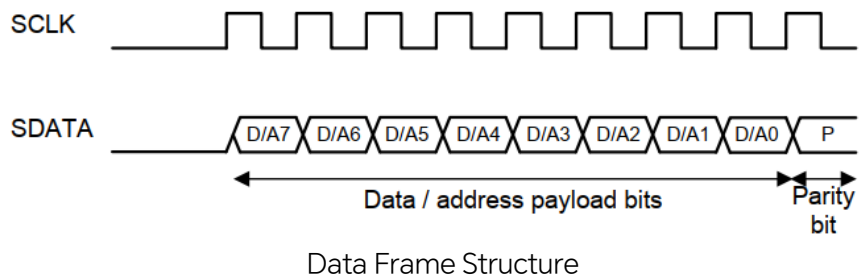 SCLK
SDATA
D/A7 D/A6 D/A5 D/A4 D/A3 D/A2 D/A1 D/A0 P
Data / address payload bits
Parity
bit
Data Frame Structure